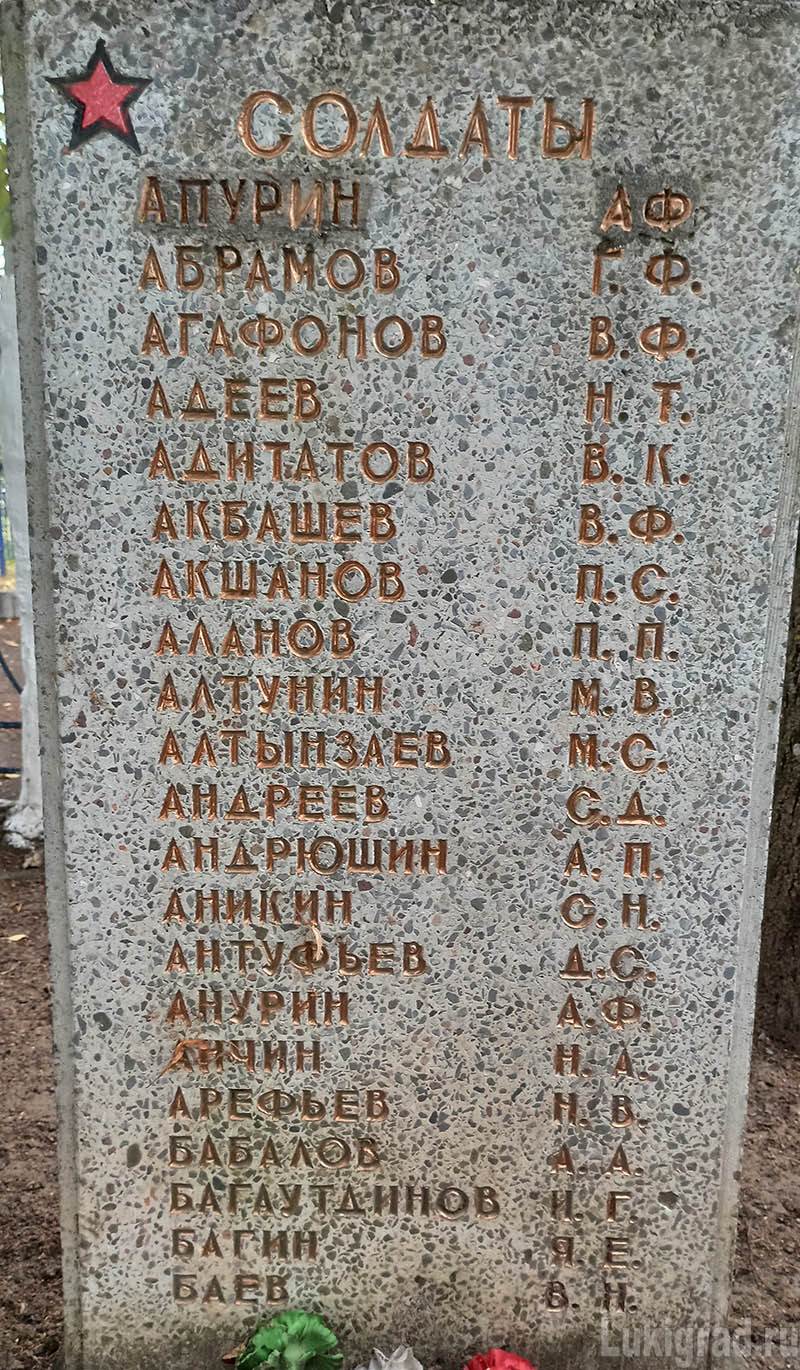 СОЛДАТЫ
АПУРИН А Ф.
АБРАМОВ Г. Ф.
АГАФОНОВ В. Ф.
АДЕЕВ Н. Т.
АДИТАТОВ В. К.
АКБАШЕВ В. Ф.
АКШАНОВ П. С.
АЛАНОВ П. П.
АЛТУНИН М. В.
АЛТЫНЗАЕВ М. С.
АНДРЕЕВ С. Д.
АНДРЮШИН А. П.
АНИКИН С. Н.
АНТУФЬЕВ Д. С.
АНУРИН А. Ф.
АНЧИН Н. А.
АРЕФЬЕВ Н. В.
БАБАЛОВ А. А.
БАГАУТДИНОВ И. Г.
БАГИН Я. Е.
БАЕВ В. Н.
Lukigrad.ru